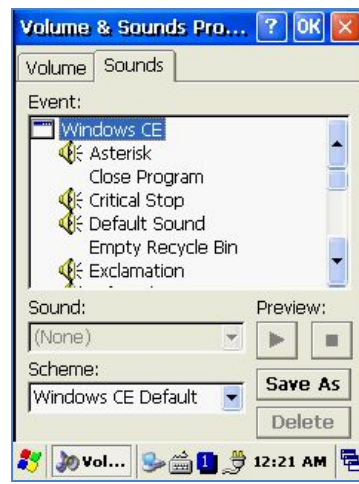 Volume & Sounds Pro... ? OK
Volume Sounds
Event:
Windows CE
Asterisk
Close Program
Critical Stop
Default Sound
Empty Recycle Bin
Exclamation
Sound: Preview:
(None)
Scheme:
Windows CE Default
Save As
Delete
Vol... 1 12:21 AM